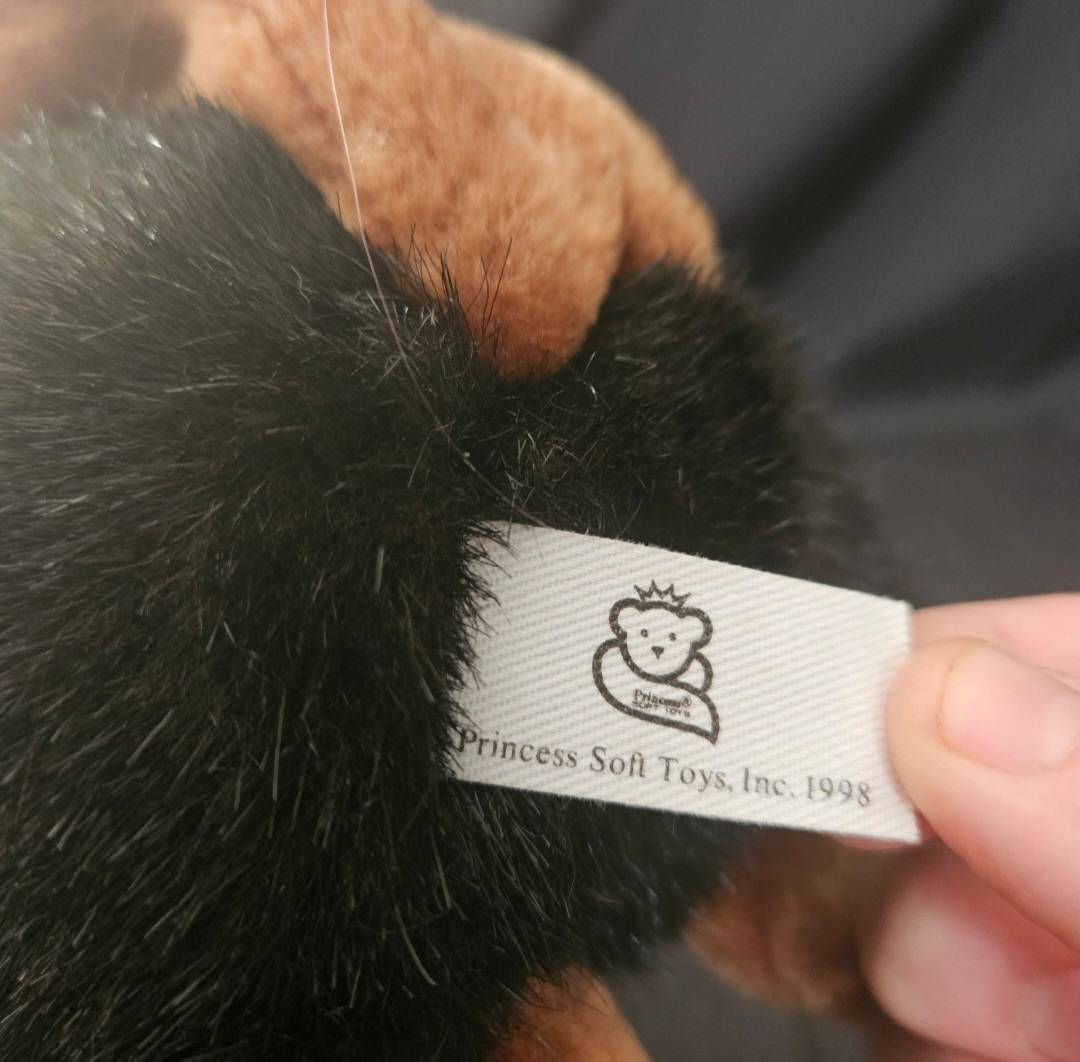 Princess®
SOFT TOYS
Princess Soft Toys, Inc. 1998